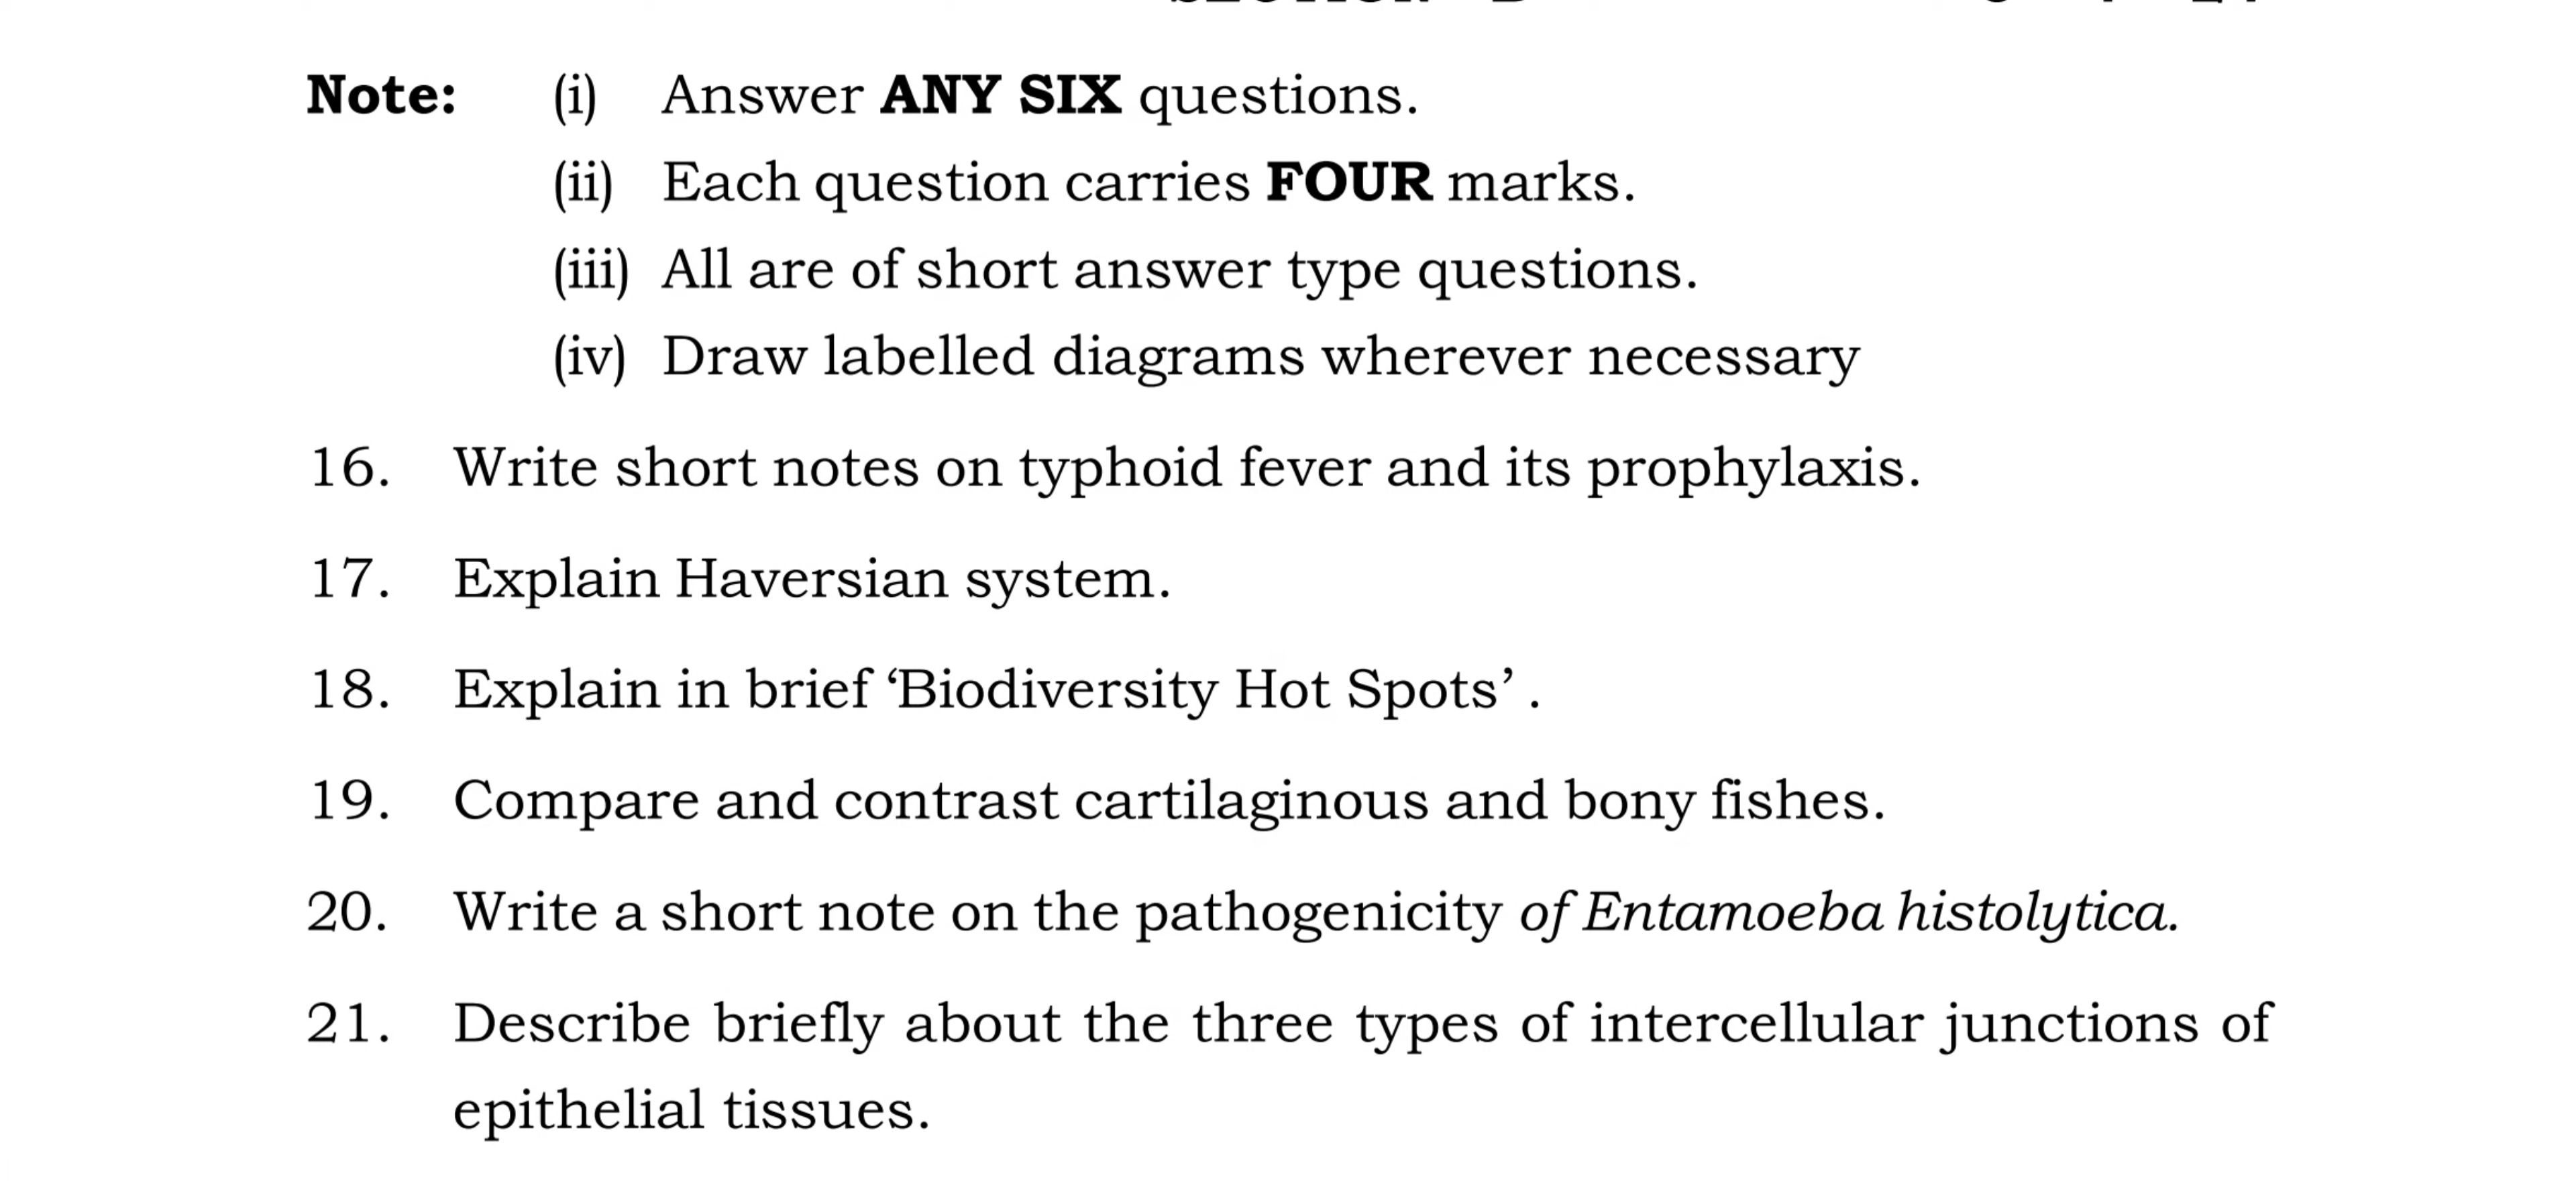 Note: (i) Answer ANY SIX questions.
(ii) Each question carries FOUR marks.
(iii) All are of short answer type questions.
(iv) Draw labelled diagrams wherever necessary
16. Write short notes on typhoid fever and its prophylaxis.
17. Explain Haversian system.
18. Explain in brief ‘Biodiversity Hot Spots’ .
19. Compare and contrast cartilaginous and bony fishes.
20. Write a short note on the pathogenicity of Entamoeba histolytica.
21. Describe briefly about the three types of intercellular junctions of
epithelial tissues.